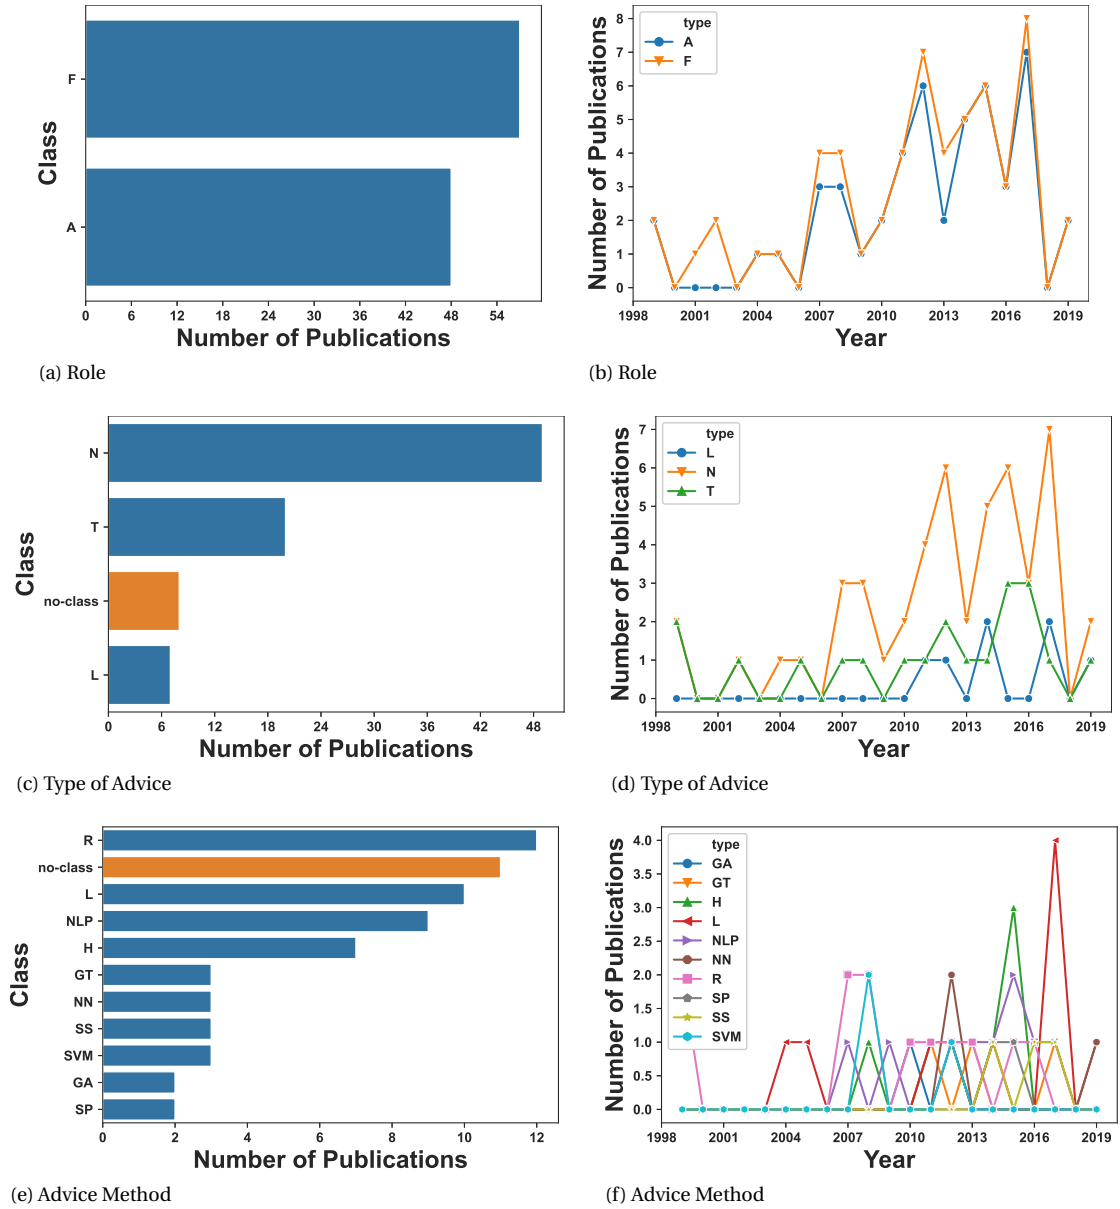 F
A
Class
0 6 12 18 24 30 36 42 48 54
Number of Publications
(a) Role
8
7
6
5
4
3
2
1
0
Number of Publications
type
A
F
1998 2001 2004 2007 2010 2013 2016 2019
Year
(b) Role
N
T
no-class
L
Class
0 6 12 18 24 30 36 42 48
Number of Publications
(c) Type of Advice
7
6
5
4
3
2
1
0
Number of Publications
type
L
N
T
1998 2001 2004 2007 2010 2013 2016 2019
Year
(d) Type of Advice
R
no-class
L
NLP
H
GT
NN
SS
SVM
GA
SP
Class
0 2 4 6 8 10 12
Number of Publications
(e) Advice Method
4.0
3.5
3.0
2.5
2.0
1.5
1.0
0.5
0.0
Number of Publications
type
GA
GT
H
L
NLP
NN
R
SP
SS
SVM
1998 2001 2004 2007 2010 2013 2016 2019
Year
(f) Advice Method